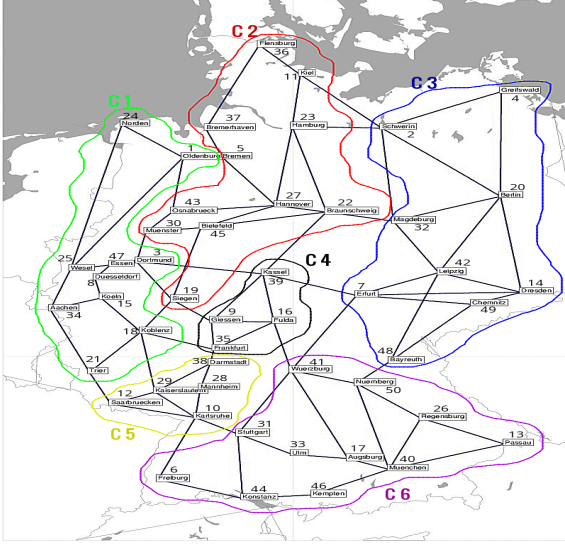 C 2
Flensburg
36
Kiel
11
C 3
Greifswald
4
C 1
24
Norden
37
Bremerhaven
23
Hamburg
Schwerin
2
1
Oldenburg
5
Bremen
20
Berlin
43
Osnabrueck
27
Hannover
22
Braunschweig
Magdeburg
32
30
Muenster
Bielefeld
45
25
Wesel
47
Essen
3
Dortmund
Duesseldorf
8
C 4
Kassel
39
42
Leipzig
7
Erfurt
14
Dresden
Chemnitz
49
Koeln
15
19
Siegen
Aachen
34
9
Giessen
16
Fulda
18
Koblenz
35
Frankfurt
48
Bayreuth
21
Trier
38
Darmstadt
41
Wuerzburg
Nuernberg
50
29
Kaiserslautern
28
Mannheim
12
Saarbruecken
10
Karlsruhe
26
Regensburg
C 5
31
Stuttgart
13
Passau
33
Ulm
17
Augsburg
40
Muenchen
6
Freiburg
44
Konstanz
46
Kempten
C 6